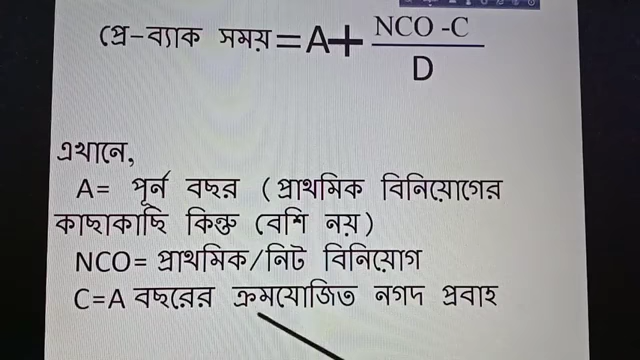 প্রে-ব্যাক সময় = A + NCO -C
D
এখানে,
A= পূর্ন বছর (প্রাথমিক বিনিয়োগের
কাছাকাছি কিন্তু বেশি নয়)
NCO= প্রাথমিক/নিট বিনিয়োগ
C=A বছরের ক্রমযোজিত নগদ প্রবাহ